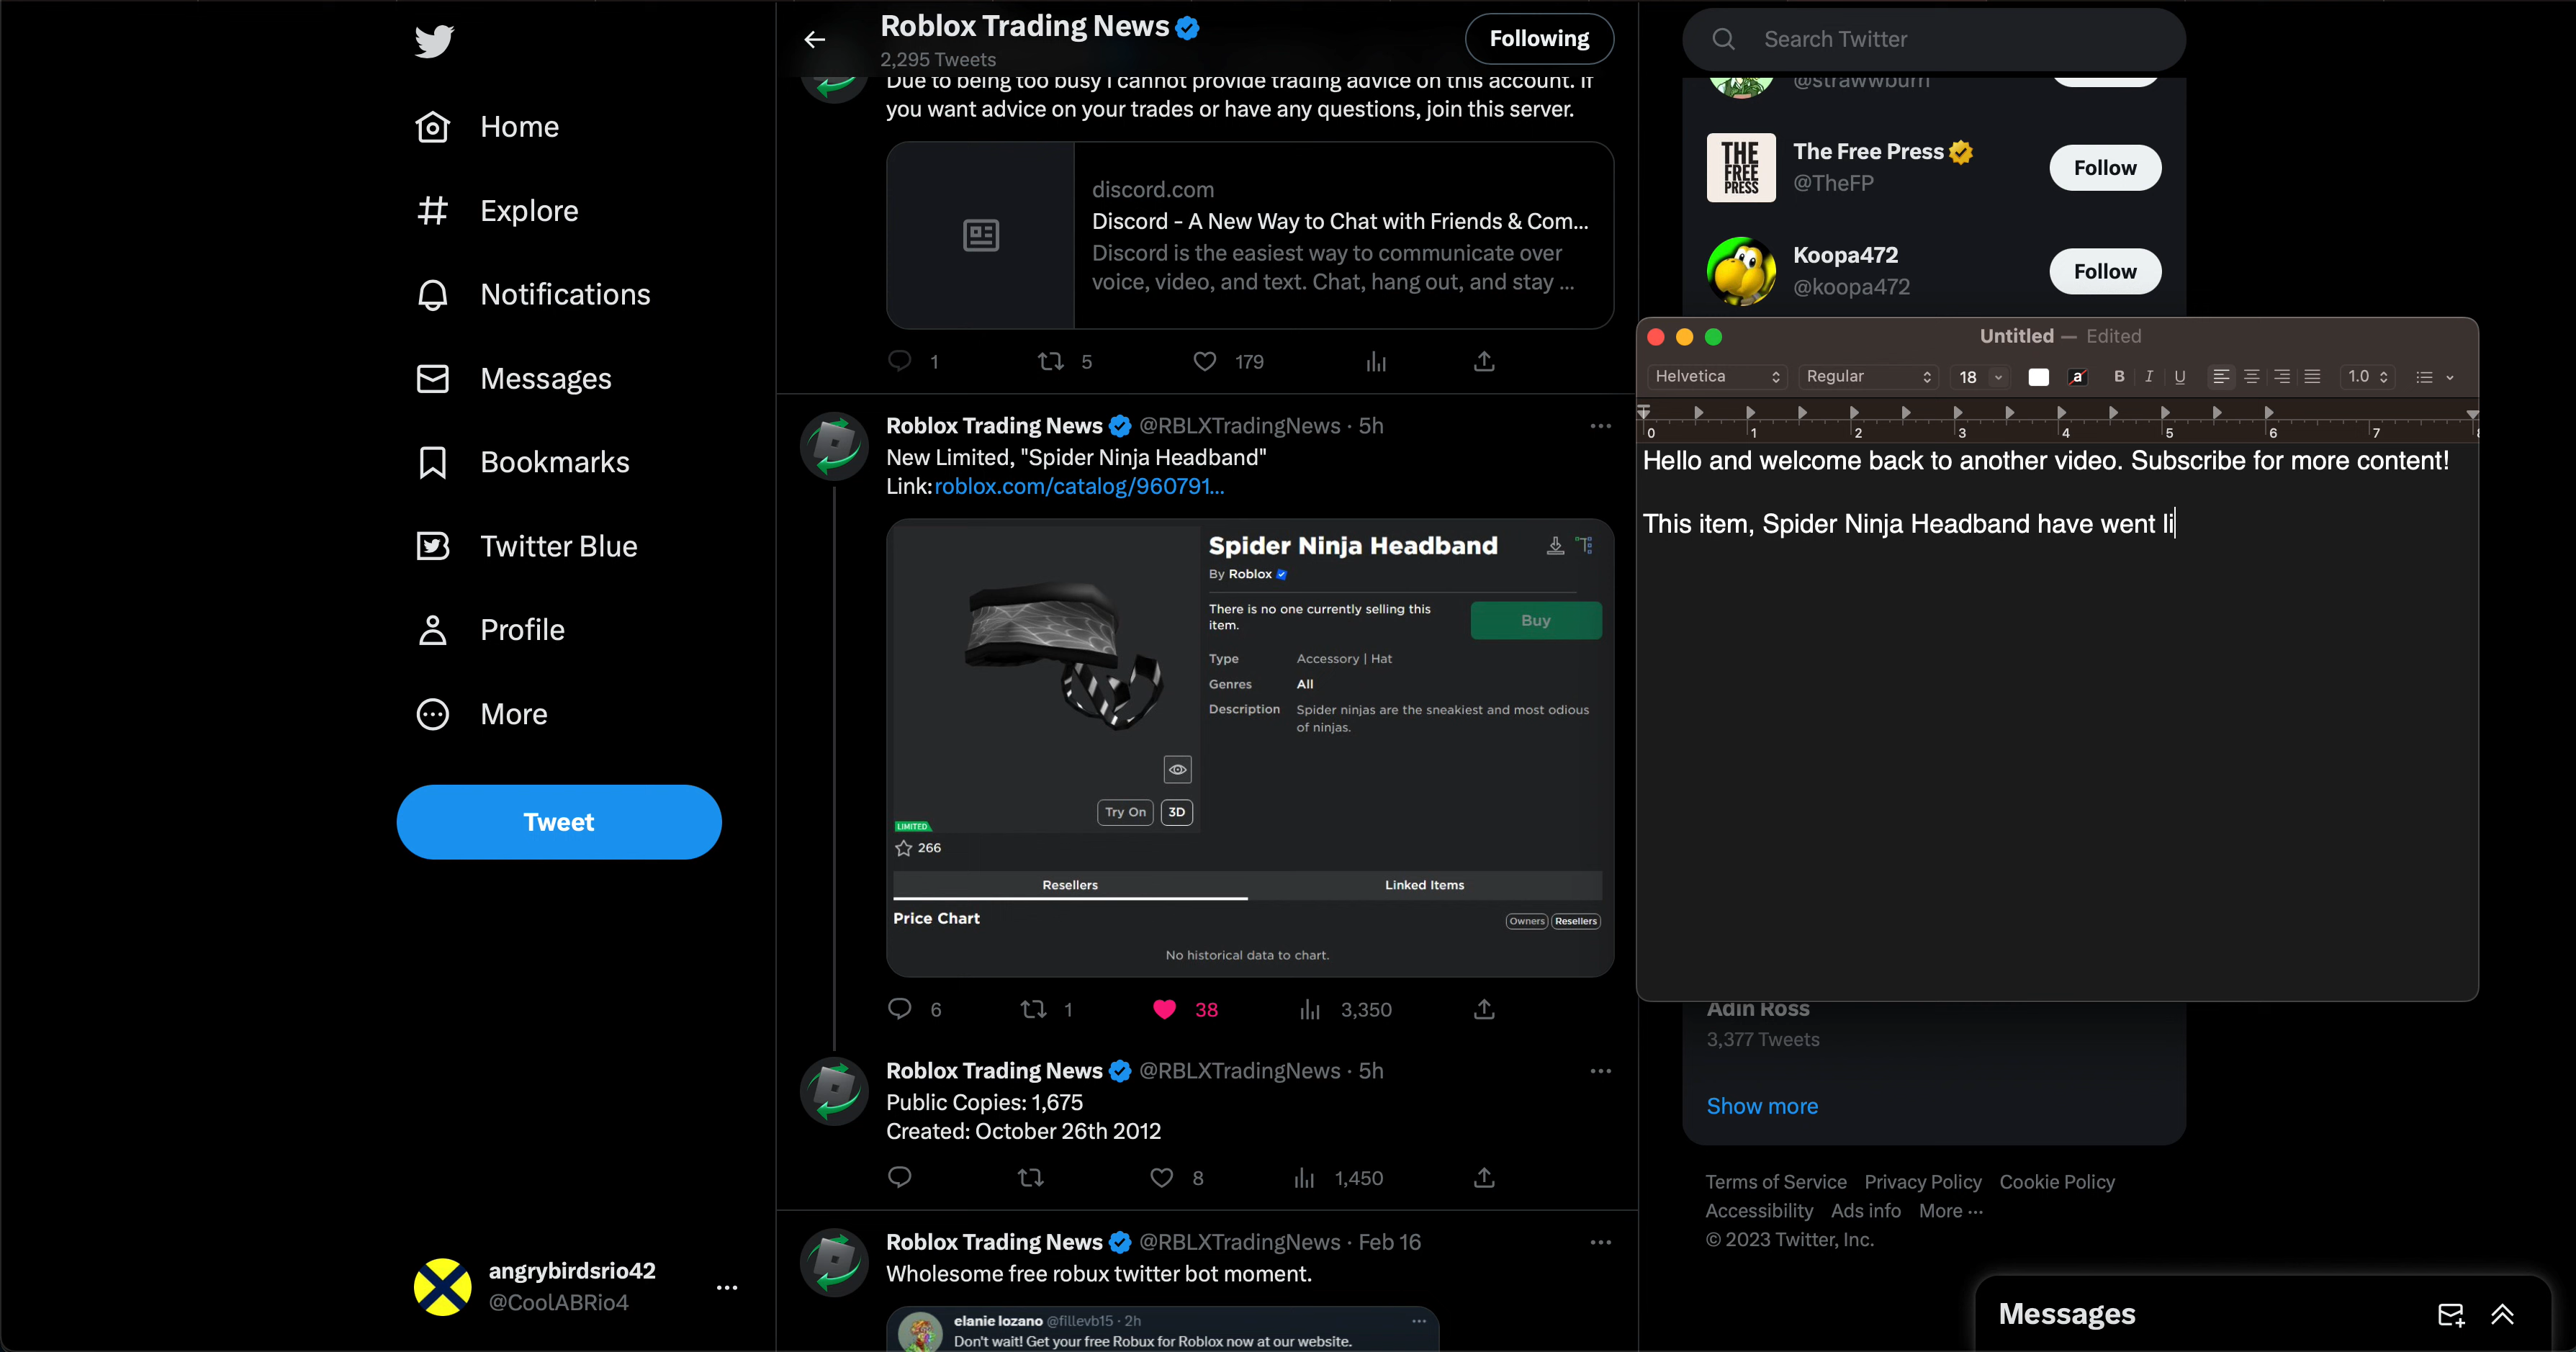 Home
Explore
Notifications
Messages
Bookmarks
Twitter Blue
Profile
More
Tweet
angrybirdsrio42
@CoolABRio4
Roblox Trading News
2,295 Tweets
Following
Due to being too busy I cannot provide trading advice on this account. If
you want advice on your trades or have any questions, join this server.
discord.com
Discord - A New Way to Chat with Friends & Com...
Discord is the easiest way to communicate over
voice, video, and text. Chat, hang out, and stay ...
1 5 179
Roblox Trading News @RBLXTradingNews · 5h
New Limited, "Spider Ninja Headband"
Link:roblox.com/catalog/960791...
Spider Ninja Headband
By Roblox
There is no one currently selling this
item.
Buy
Type Accessory | Hat
Genres All
Description Spider ninjas are the sneakiest and most odious
of ninjas.
Try On 3D
LIMITED
266
Resellers Linked Items
Price Chart
Owners Resellers
No historical data to chart.
6 1 38 3,350
Roblox Trading News @RBLXTradingNews · 5h
Public Copies: 1,675
Created: October 26th 2012
8 1,450
Roblox Trading News @RBLXTradingNews · Feb 16
Wholesome free robux twitter bot moment.
elanie lozano @fillevb15 · 2h
Don't wait! Get your free Robux for Roblox now at our website.
Search Twitter
@strawwburn
The Free Press
@TheFP
Follow
Koopa472
@koopa472
Follow
Untitled — Edited
Helvetica Regular 18 a B I U 1.0
0 1 2 3 4 5 6 7 8
Hello and welcome back to another video. Subscribe for more content!
This item, Spider Ninja Headband have went li
Adin Ross
3,377 Tweets
Show more
Terms of Service Privacy Policy Cookie Policy
Accessibility Ads info More ...
© 2023 Twitter, Inc.
Messages